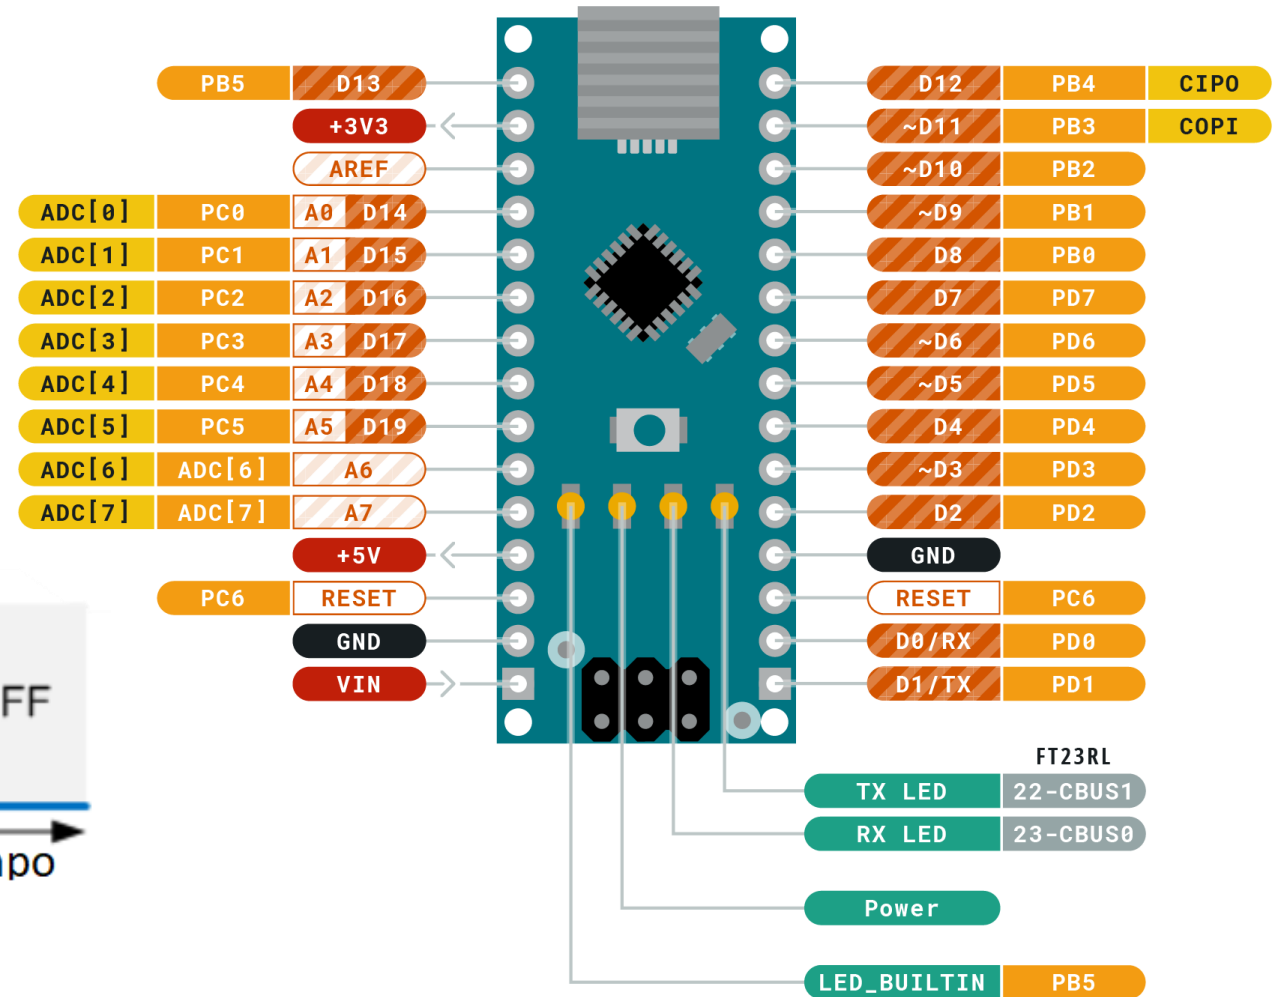 PB5 D13
+3V3
AREF
ADC[0] PC0 A0 D14
ADC[1] PC1 A1 D15
ADC[2] PC2 A2 D16
ADC[3] PC3 A3 D17
ADC[4] PC4 A4 D18
ADC[5] PC5 A5 D19
ADC[6] ADC[6] A6
ADC[7] ADC[7] A7
+5V
PC6 RESET
GND
VIN
D12 PB4 CIPO
~D11 PB3 COPI
~D10 PB2
~D9 PB1
D8 PB0
D7 PD7
~D6 PD6
~D5 PD5
D4 PD4
~D3 PD3
D2 PD2
GND
RESET PC6
D0/RX PD0
D1/TX PD1
FT23RL
TX LED 22-CBUS1
RX LED 23-CBUS0
Power
LED_BUILTIN PB5
FF
po